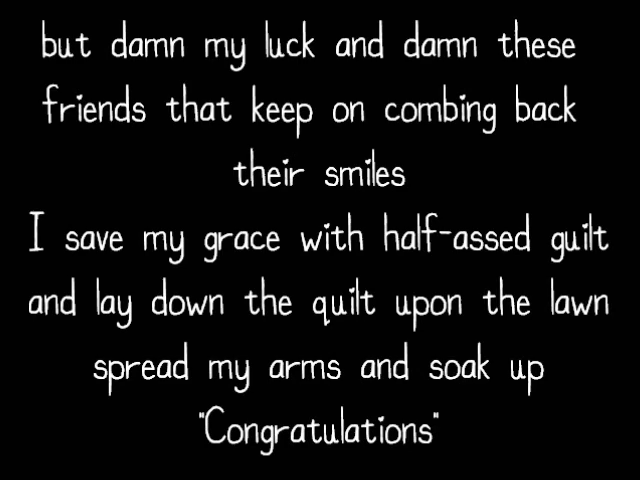 but damn my luck and damn these
friends that keep on combing back
their smiles
I save my grace with half-assed guilt
and lay down the quilt upon the lawn
spread my arms and soak up
"Congratulations"